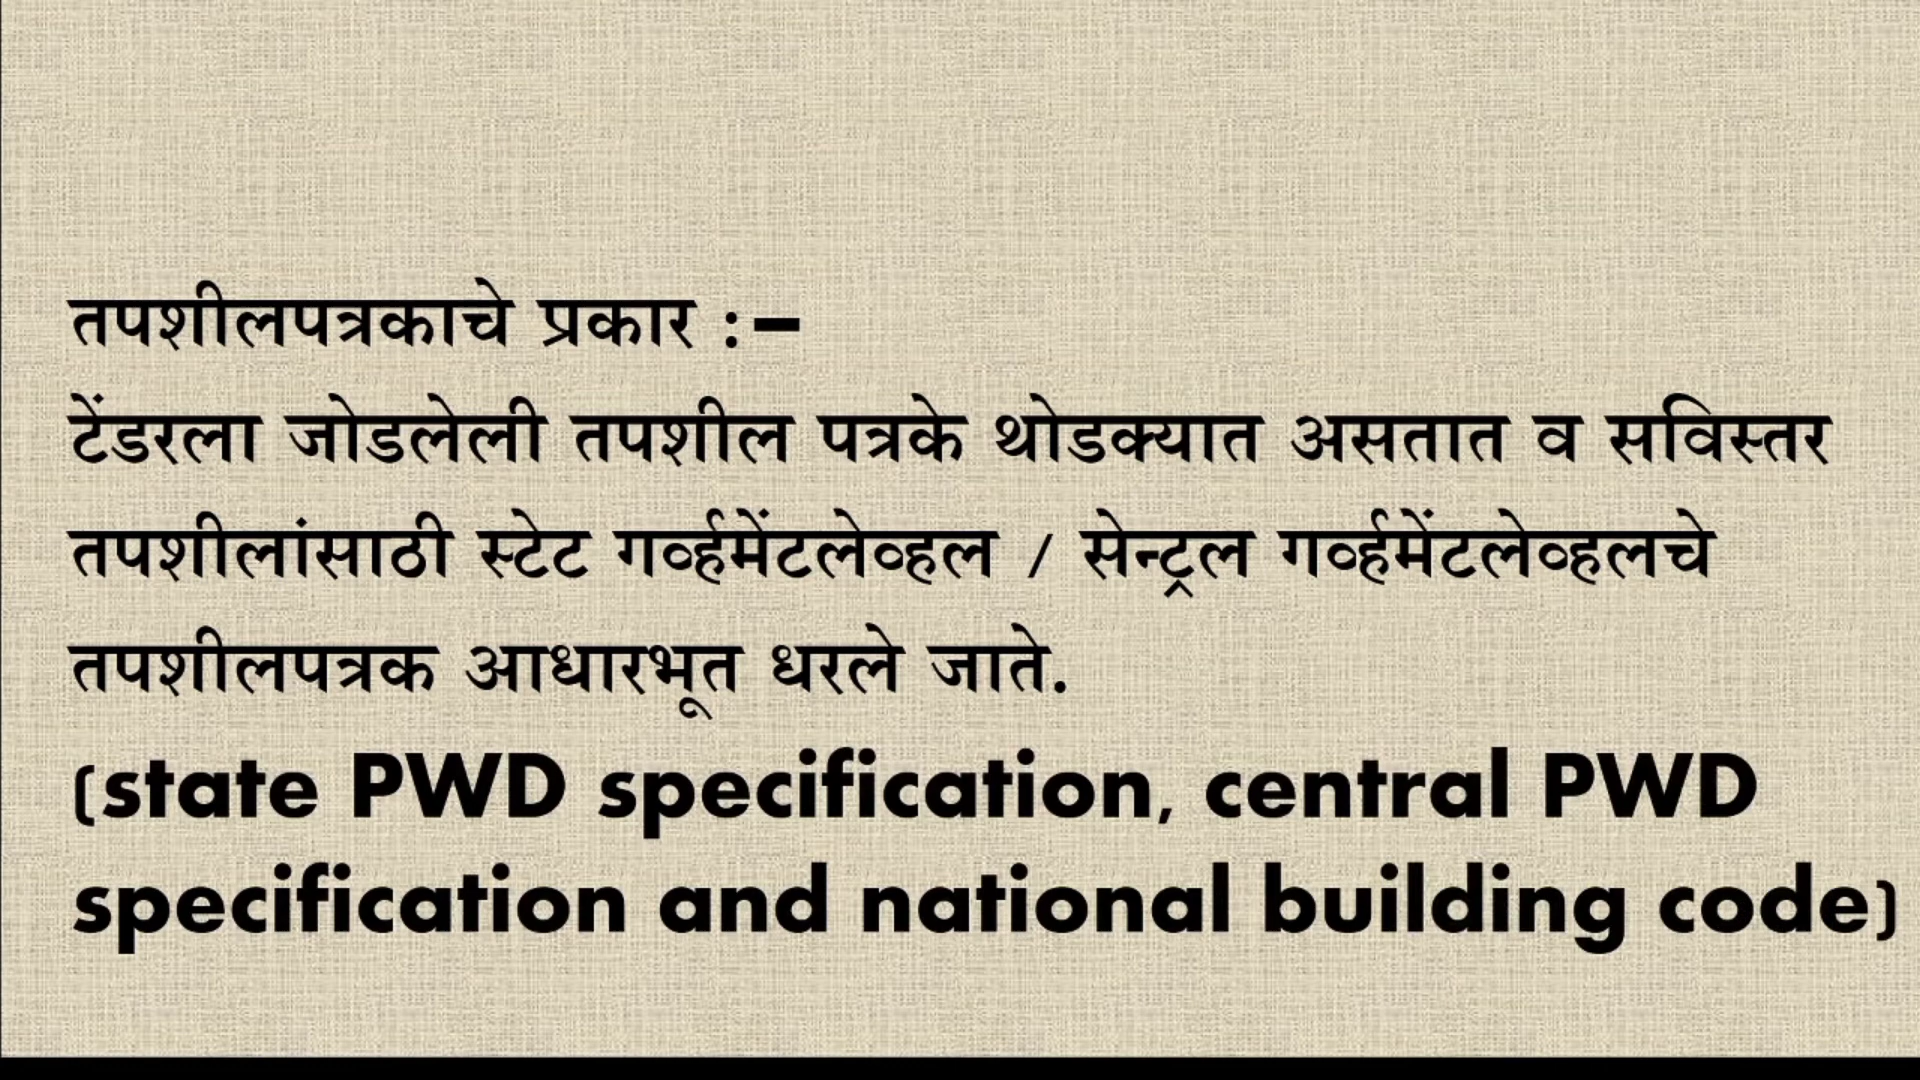 तपशीलपत्रकाचे प्रकार :–
टेंडरला जोडलेली तपशील पत्रके थोडक्यात असतात व सविस्तर
तपशीलांसाठी स्टेट गर्व्हमेंटलेव्हल / सेन्ट्रल गर्व्हमेंटलेव्हलचे
तपशीलपत्रक आधारभूत धरले जाते.
(state PWD specification, central PWD
specification and national building code)